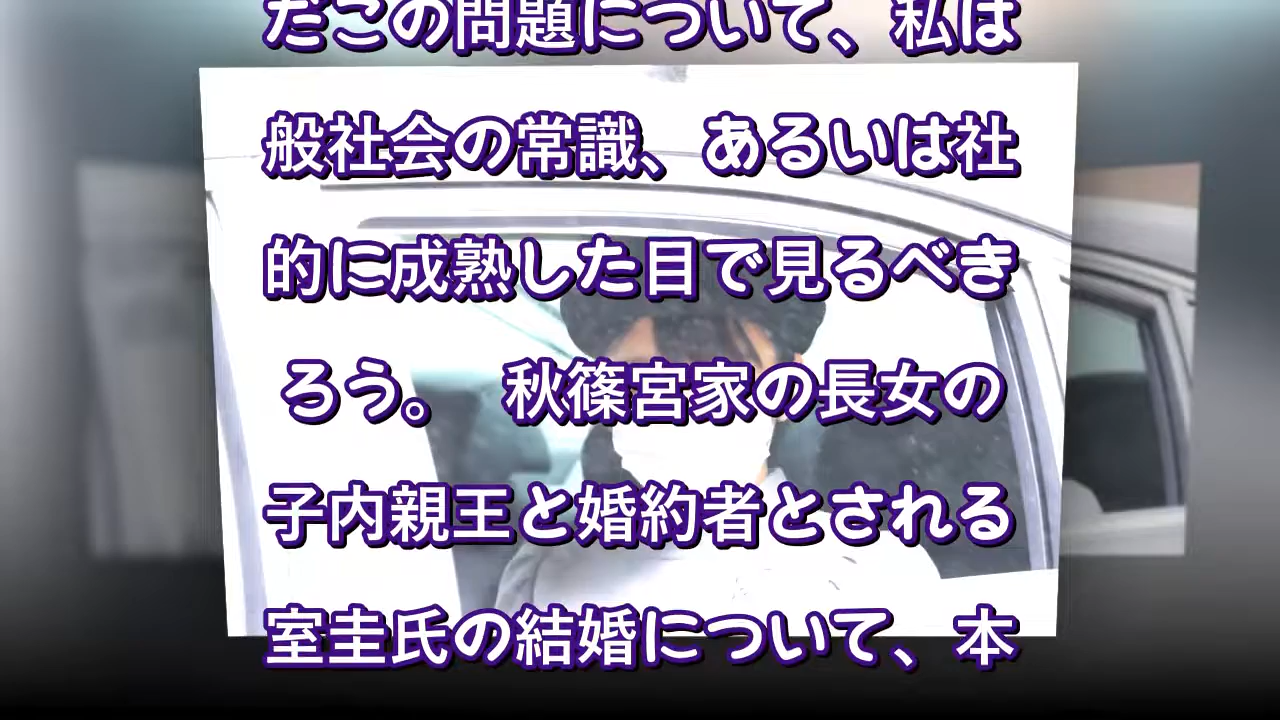 だこの問題について、私は
般社会の常識、あるいは社
的に成熟した目で見るべき
ろう。　秋篠宮家の長女の
子内親王と婚約者とされる
室圭氏の結婚について、本